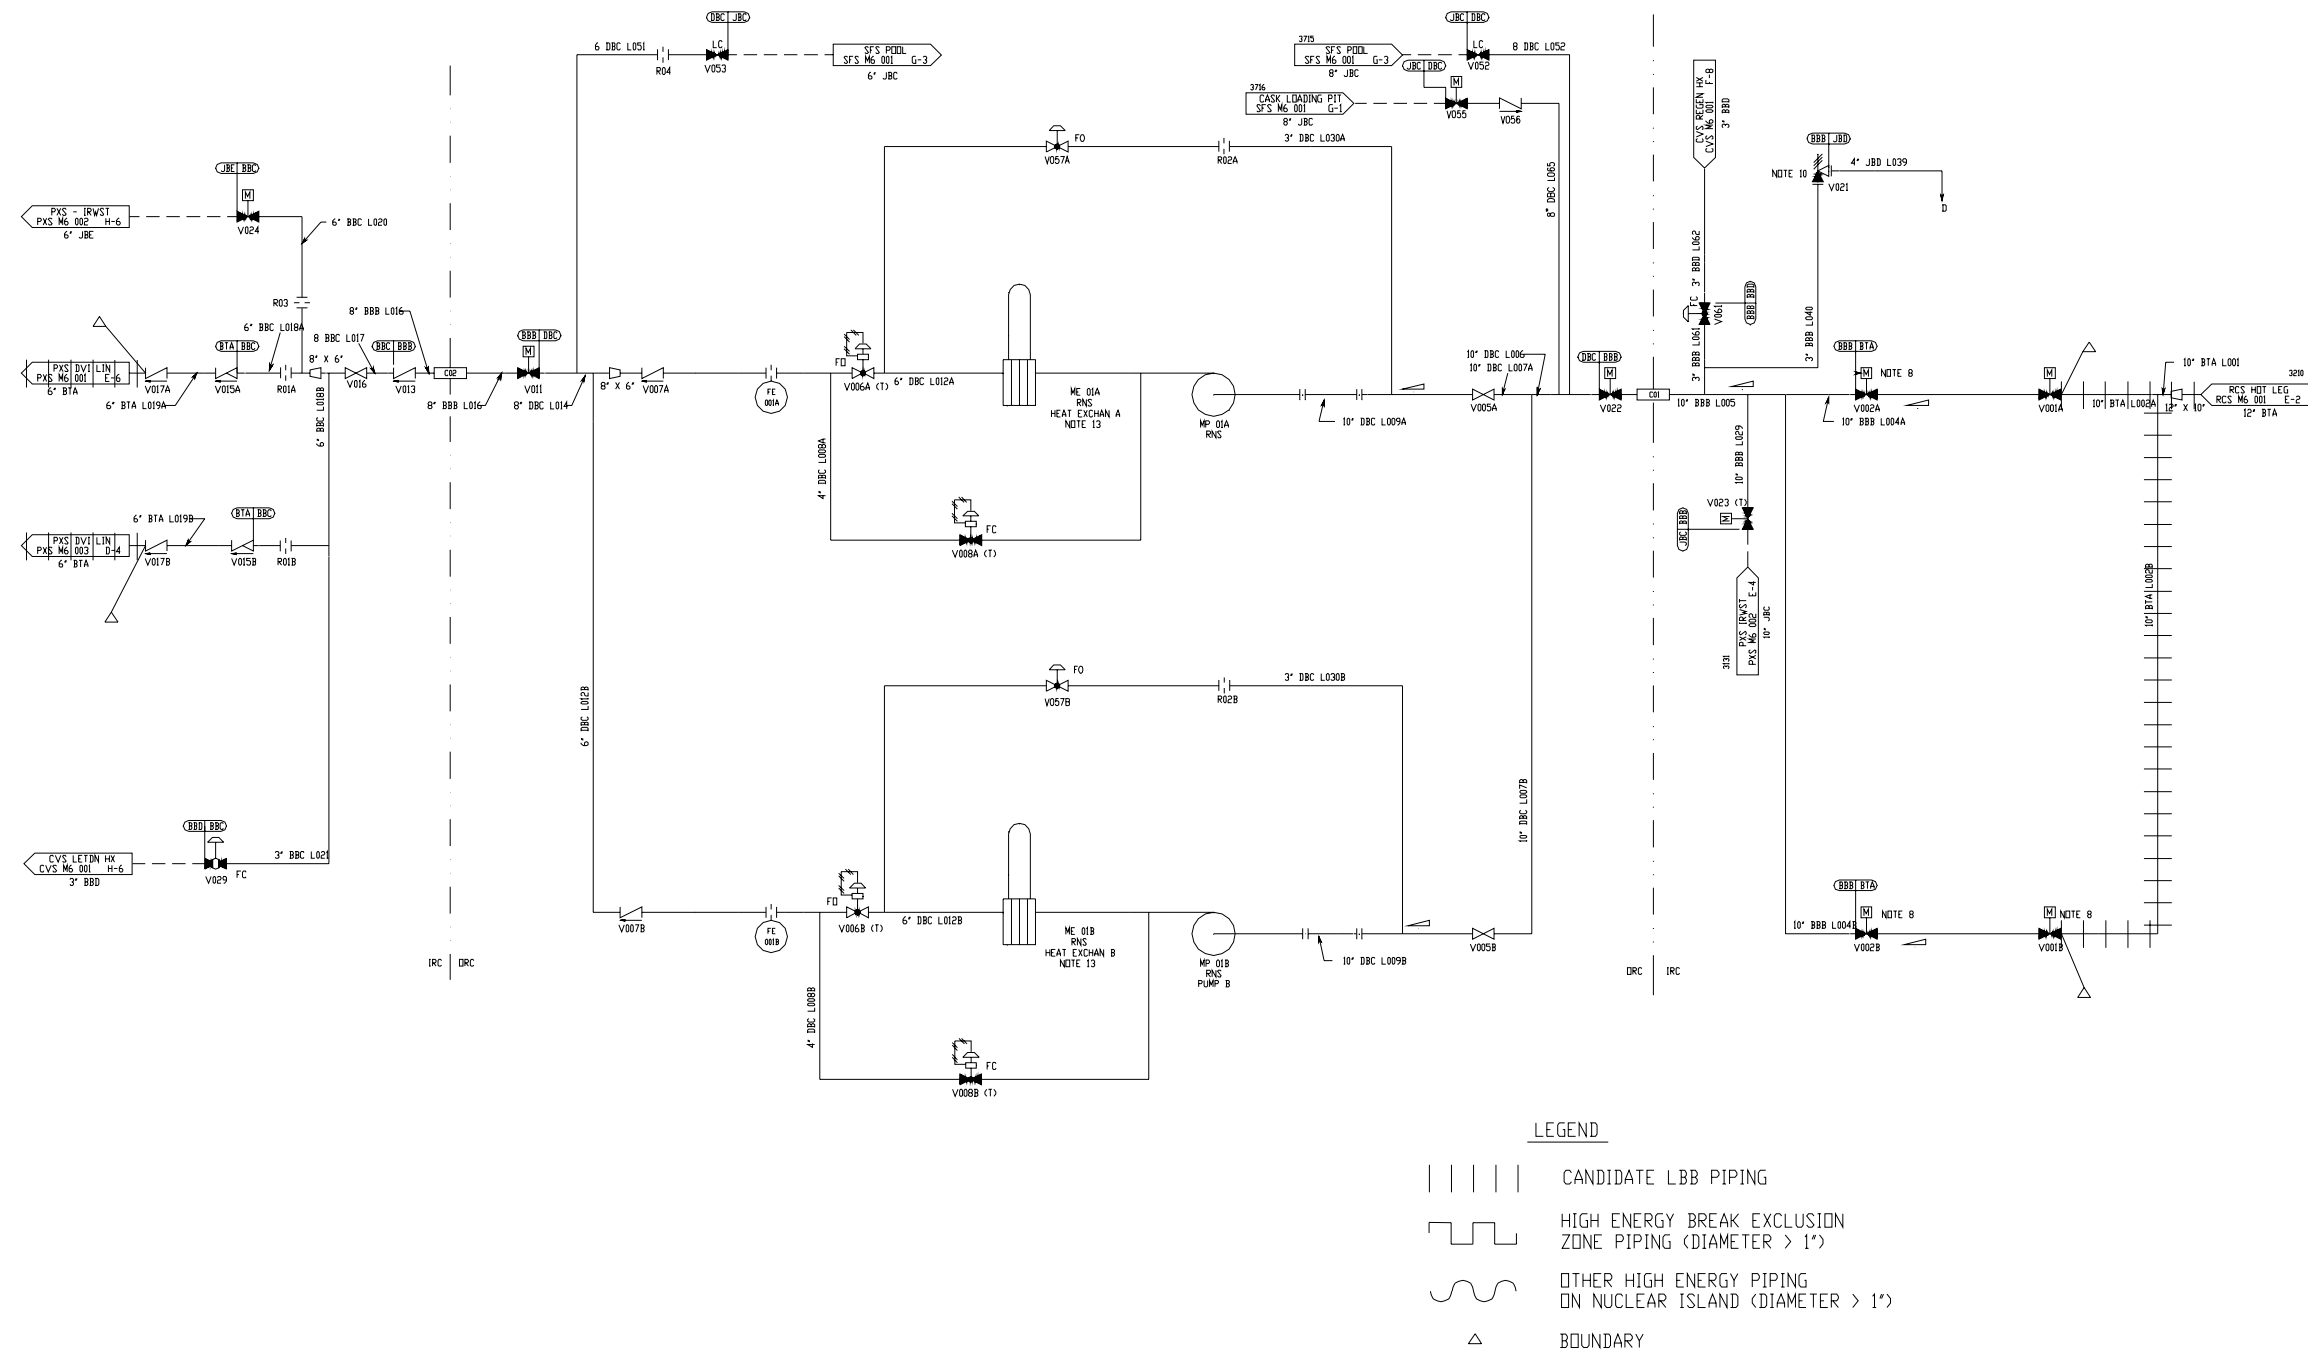 DBC JBC
6 DBC L051
R04
LC
V053
SFS POOL
SFS M6 001 G-3
6" JBC
JBC DBC
3715
SFS POOL
SFS M6 001 G-3
8" JBC
LC
V052
8 DBC L052
JBC DBC
M
3716
CASK LOADING PIT
SFS M6 001 G-1
8" JBC
V055
V056
8" DBC L065
FO
V057A
R02A
3" DBC L030A
CVS REGEN HX
CVS M6 001 F-8
3" BBD
3" BBD L062
FC
V061
BBB BBD
3" BBB L061
BBB JBD
NOTE 10
V021
4" JBD L039
D
3" BBB L040
JBE BBC
M
PXS - IRWST
PXS M6 002 H-6
6" JBE
V024
6" BBC L020
R03
6" BBC L018A
8 BBC L017
8" BBB L016
8" X 6"
BTA BBC
BBC BBB
PXS DVI LIN
PXS M6 001 E-6
6" BTA
V017A
6" BTA L019A
V015A
R01A
6" BBC L018B
V016
V013
C02
8" BBB L016
BBB DBC
M
V011
8" DBC L014
8" X 6"
V007A
FE
001A
FO
V006A (T)
6" DBC L012A
ME 01A
RNS
HEAT EXCHAN A
NOTE 13
MP 01A
RNS
10" DBC L009A
V005A
10" DBC L006
10" DBC L007A
DBC BBB
M
V022
C01
10" BBB L005
BBB BTA
M
NOTE 8
V002A
10" BBB L004A
M
V001A
10" BTA L002A
10" BTA L001
12" X 10"
3210
RCS HOT LEG
RCS M6 001 E-2
12" BTA
4" DBC L008A
FC
V008A (T)
10" BBB L029
V023 (T)
M
JBC BBB
PXS IRWST
PXS M6 002 E-4
10" JBC
3131
10" BTA L002B
6" BTA L019B
BTA BBC
PXS DVI LIN
PXS M6 003 D-4
6" BTA
V017B
V015B
R01B
6" DBC L012B
FO
V057B
R02B
3" DBC L030B
10" DBC L007B
BBD BBC
CVS LETDN HX
CVS M6 001 H-6
3" BBD
V029
FC
3" BBC L021
V007B
FE
001B
FO
V006B (T)
6" DBC L012B
ME 01B
RNS
HEAT EXCHAN B
NOTE 13
MP 01B
RNS
PUMP B
10" DBC L009B
V005B
BBB BTA
10" BBB L004B
M
NOTE 8
V002B
M
NOTE 8
V001B
IRC ORC
ORC IRC
4" DBC L008B
FC
V008B (T)
LEGEND
CANDIDATE LBB PIPING
HIGH ENERGY BREAK EXCLUSION
ZONE PIPING (DIAMETER > 1")
OTHER HIGH ENERGY PIPING
ON NUCLEAR ISLAND (DIAMETER > 1")
BOUNDARY